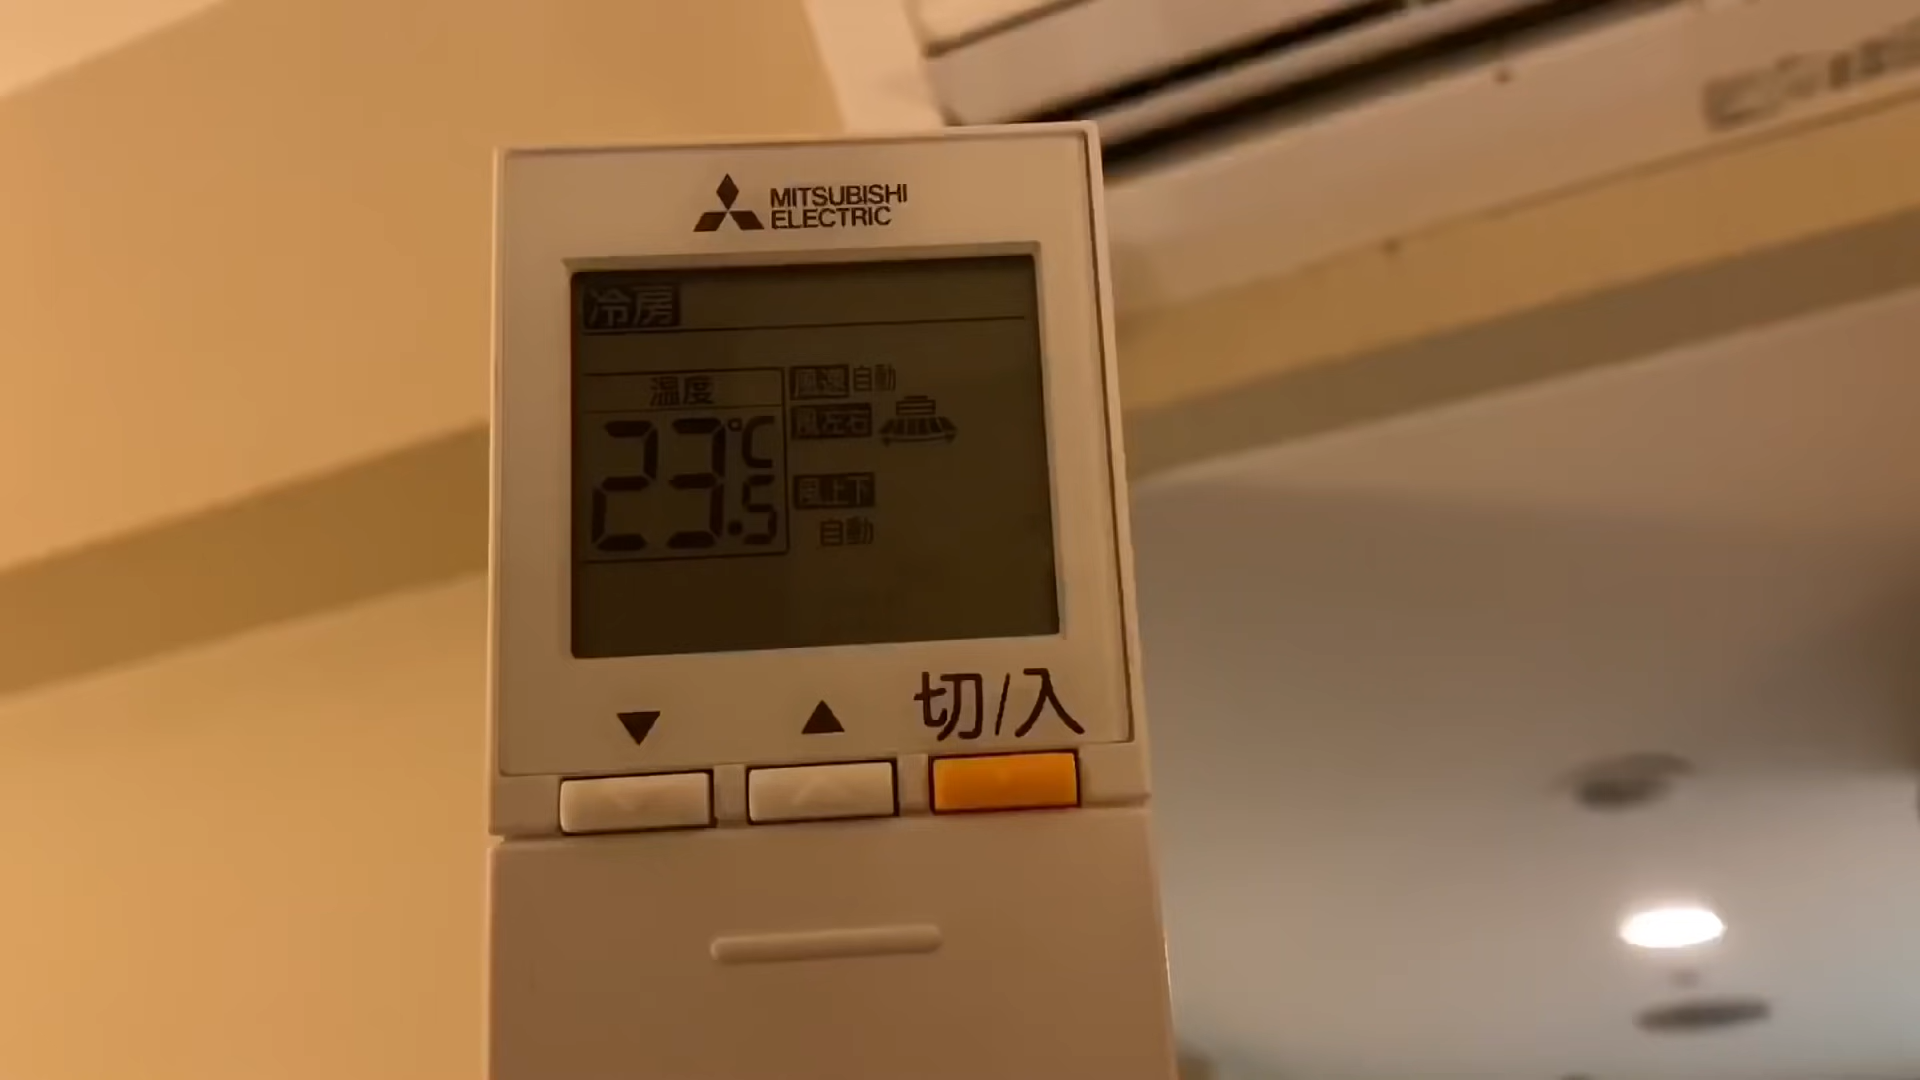 MITSUBISHI
ELECTRIC
冷房
温度
23.5℃
風速 自動
風左右
風上下
自動
切/入